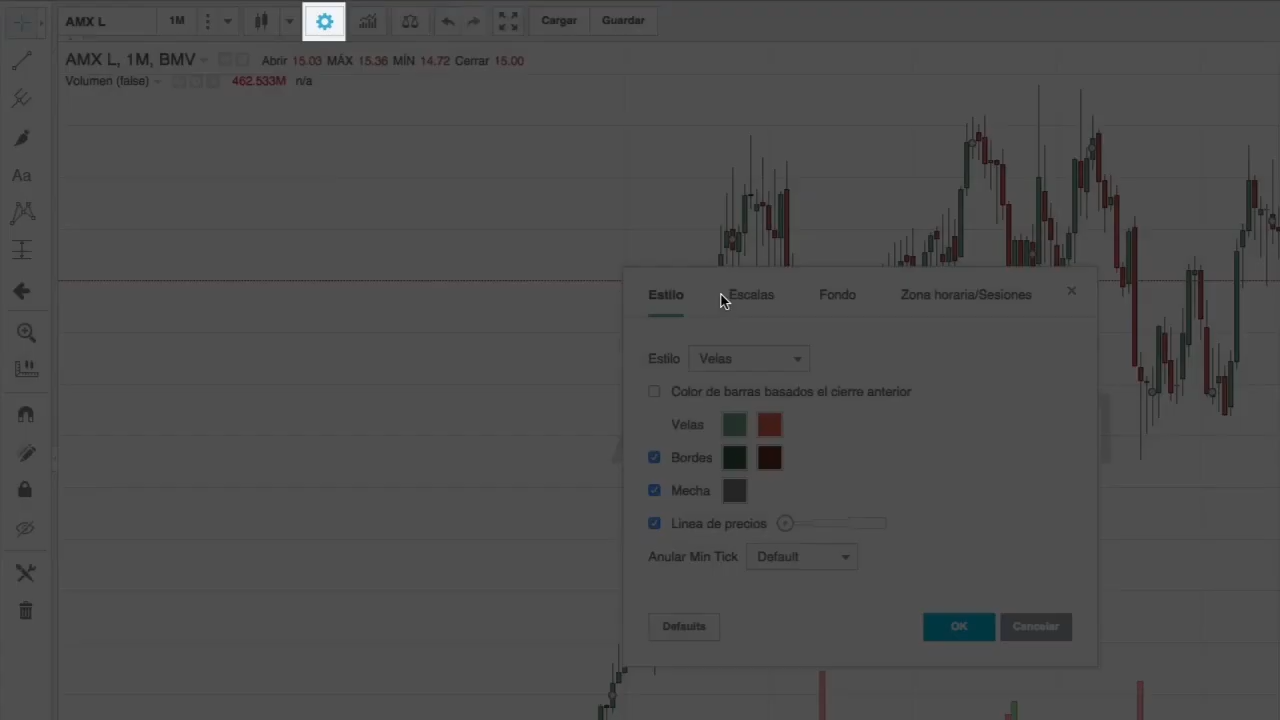 AMX L 1M Cargar Guardar
AMX L, 1M, BMV Abrir 15.03 MÁX 15.36 MÍN 14.72 Cerrar 15.00
Volumen (false) 462.533M n/a
Aa
Estilo Escalas Fondo Zona horaria/Sesiones
Estilo Velas
Color de barras basados el cierre anterior
Velas
Bordes
Mecha
Linea de precios
Anular Min Tick Default
Defaults OK Cancelar